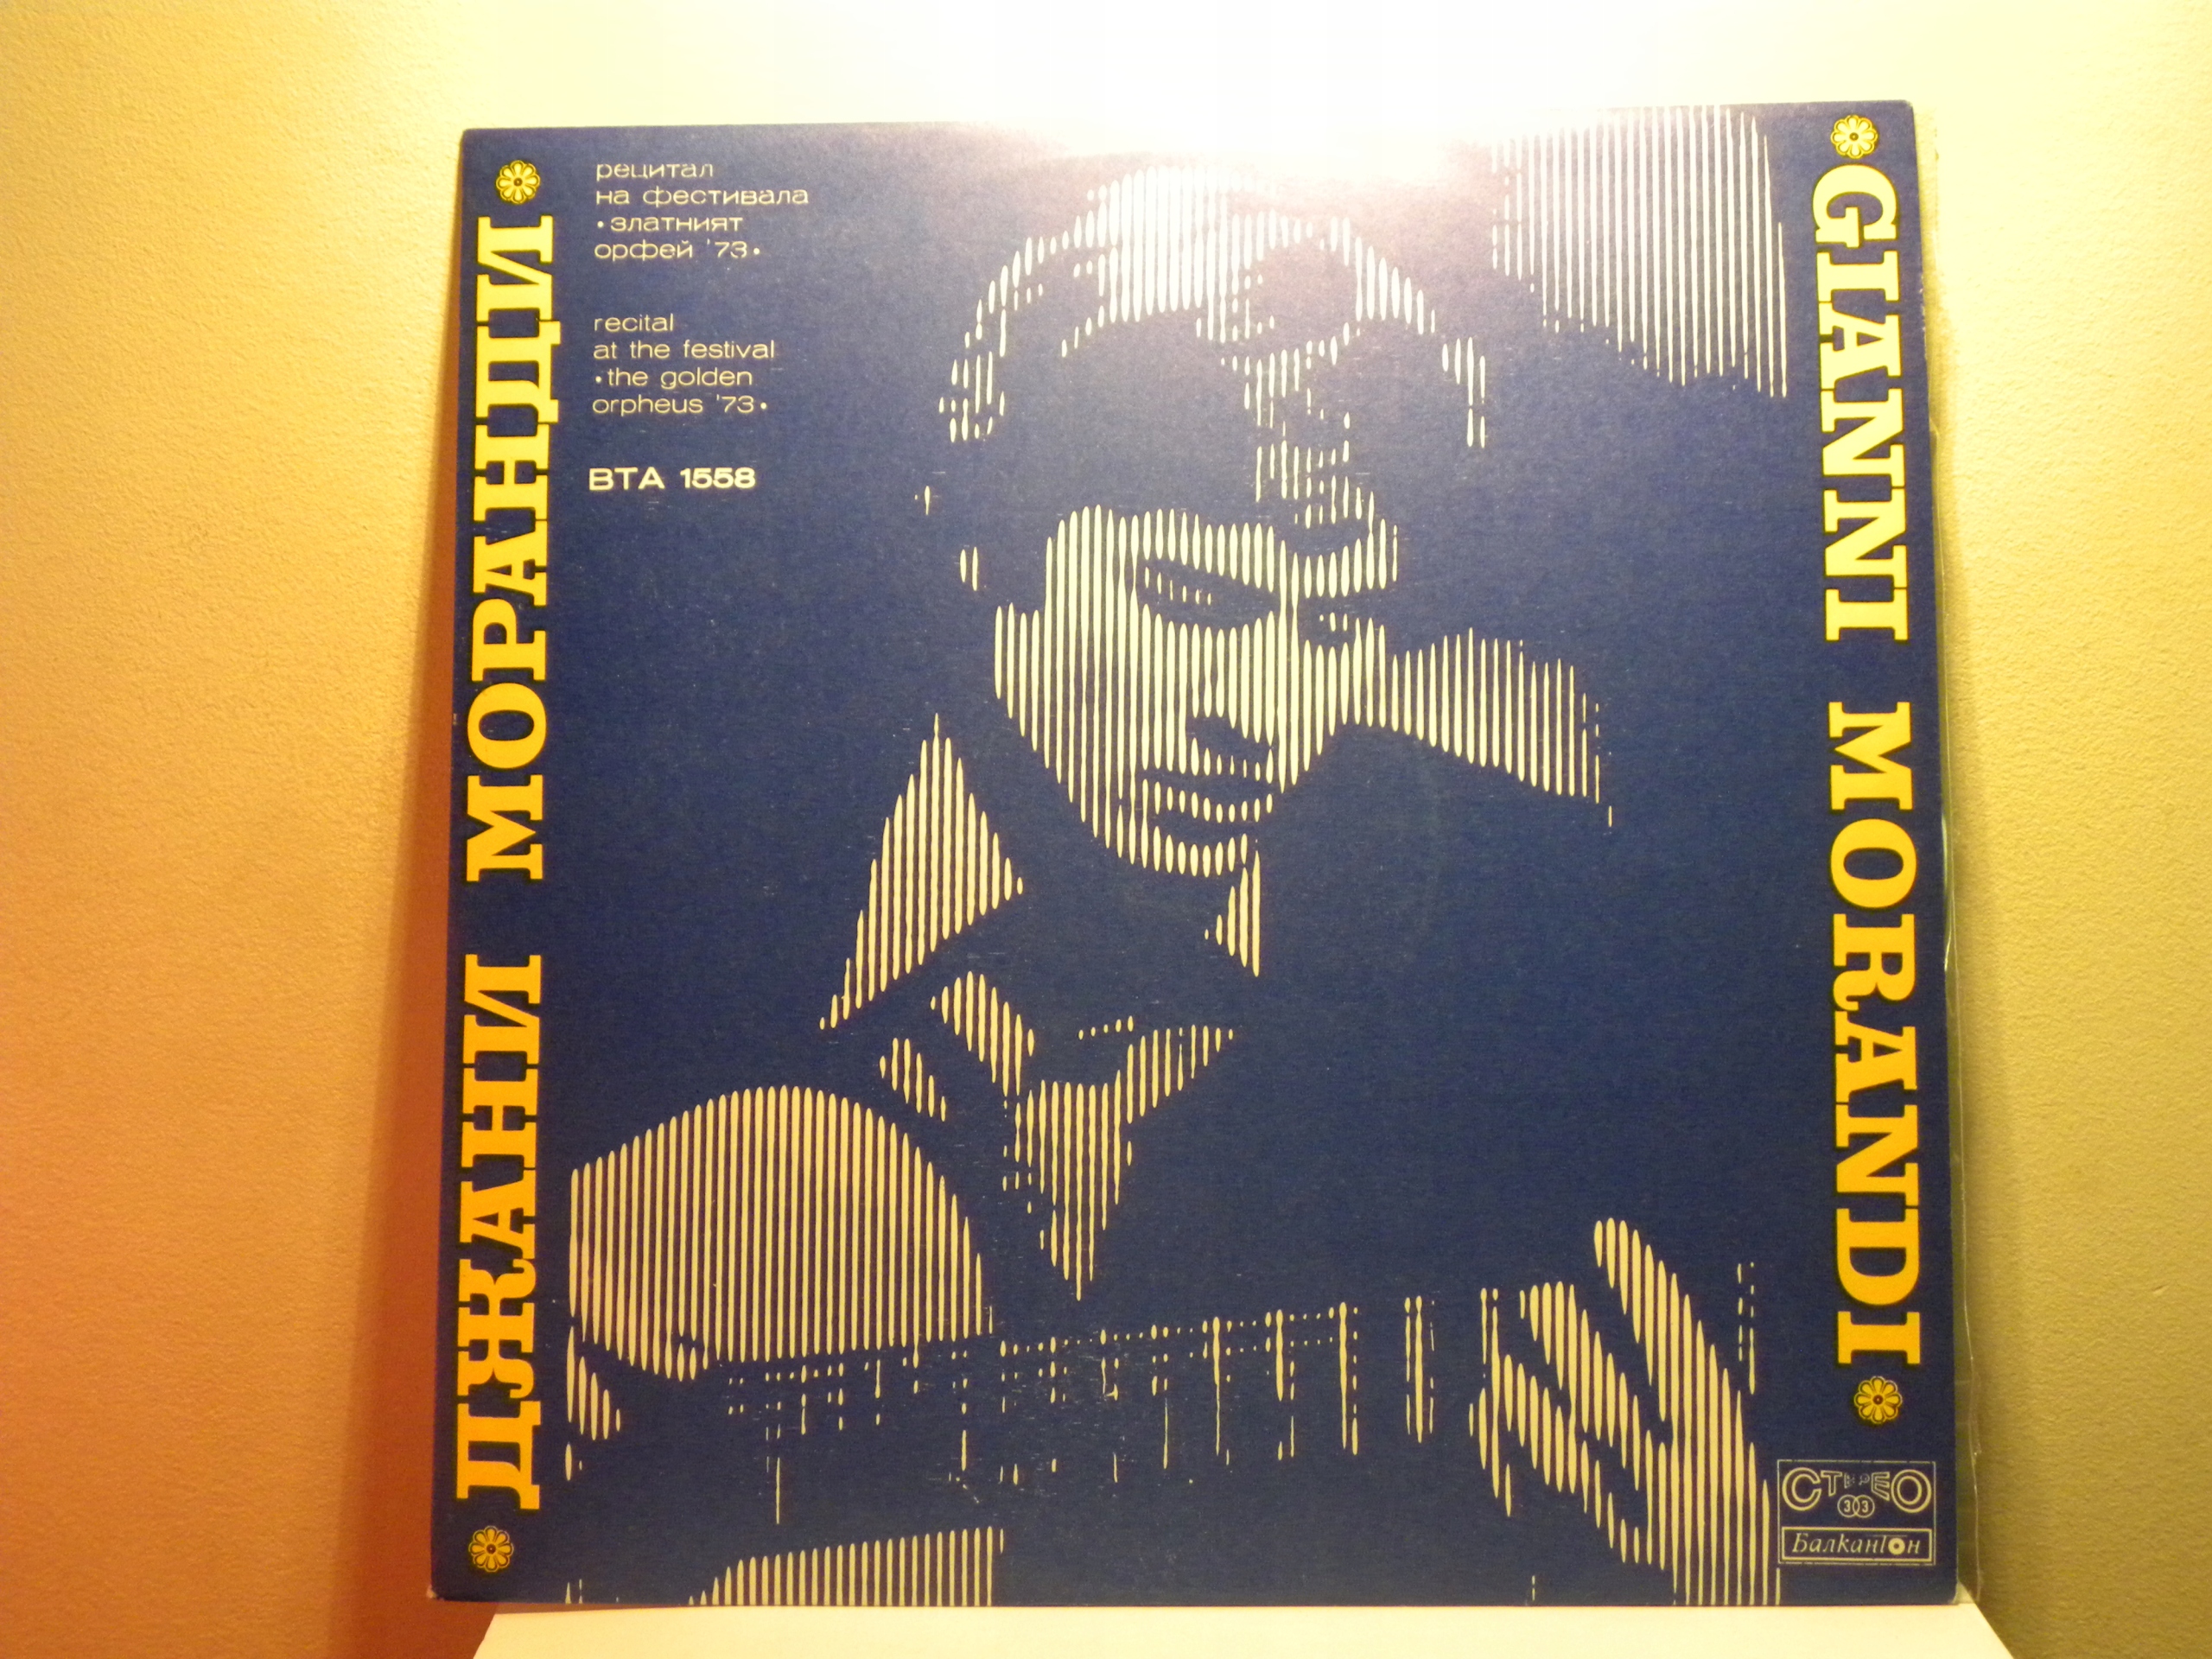 ДЖАНИ МОРАНДИ
рецитал
на фестивала
•златният
орфей '73•
recital
at the festival
•the golden
orpheus '73•
ВТА 1558
GIANNI MORANDI
СТЕРЕО
33
Балкантон